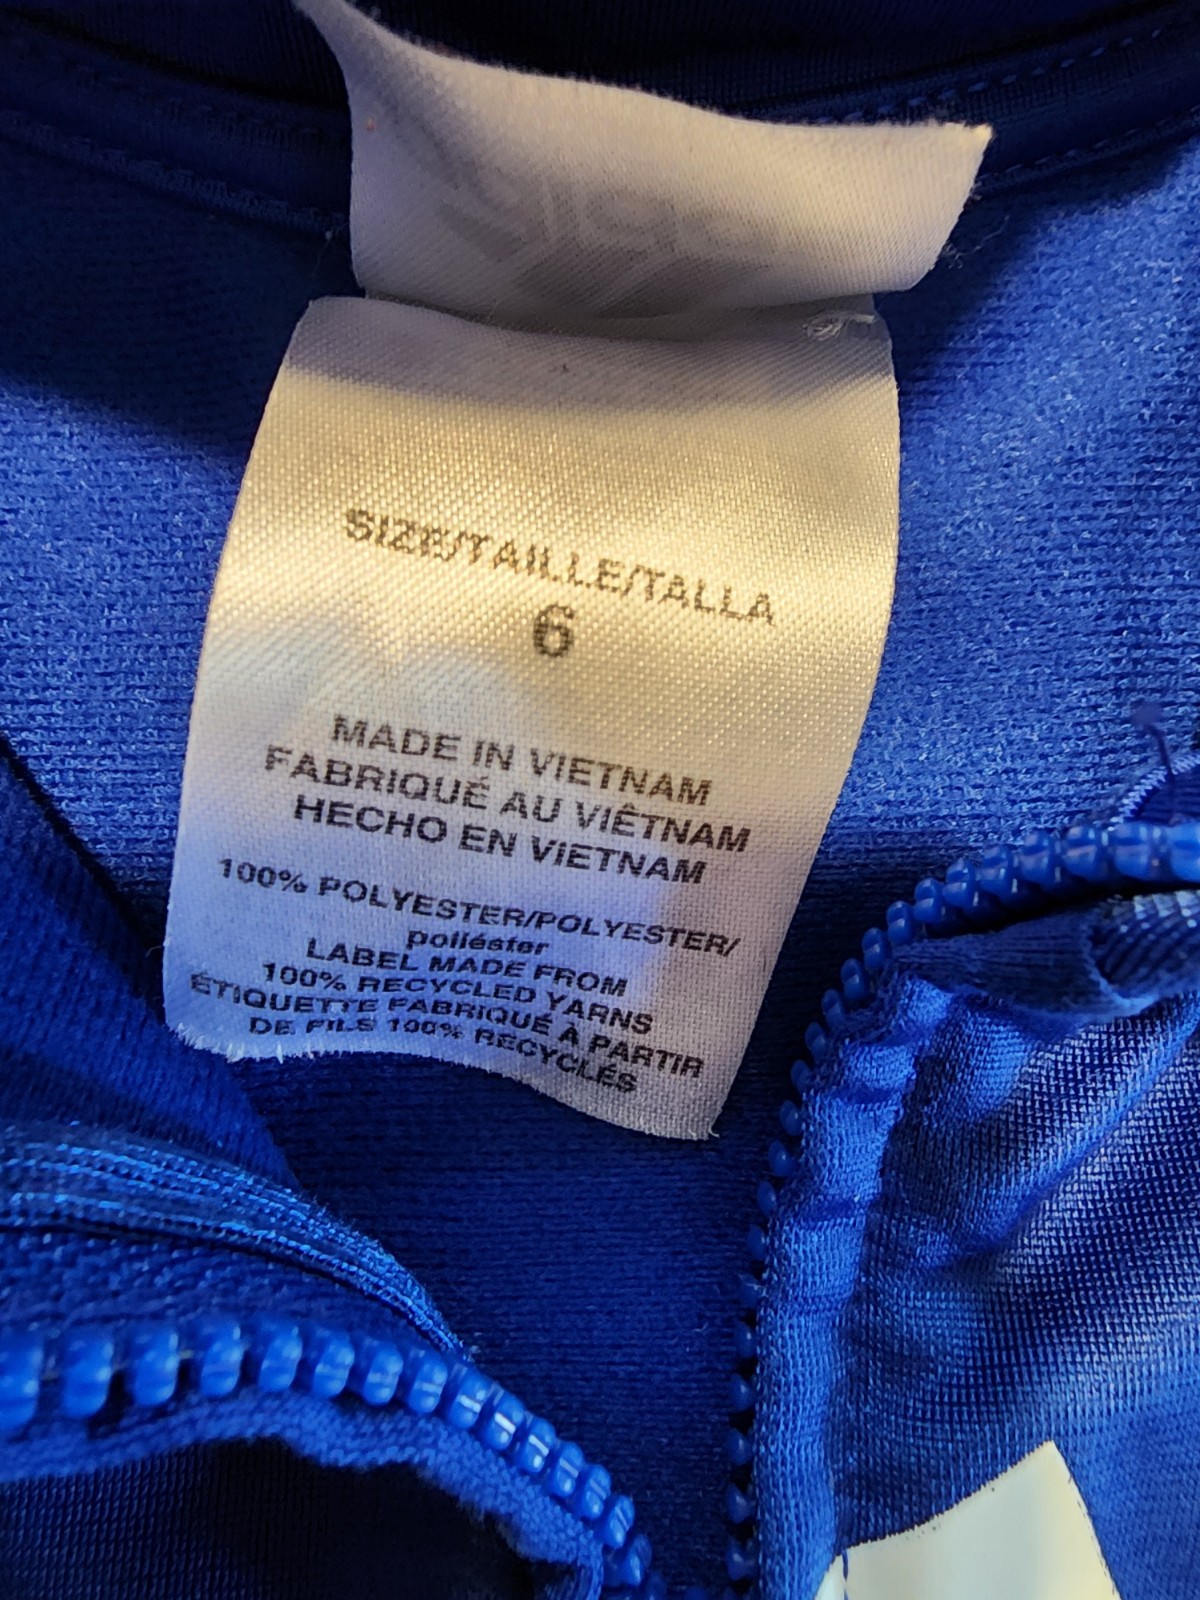 SIZE/TAILLE/TALLA
6
MADE IN VIETNAM
FABRIQUÉ AU VIÊTNAM
HECHO EN VIETNAM
100% POLYESTER/POLYESTER/
poliéster
LABEL MADE FROM
100% RECYCLED YARNS
ÉTIQUETTE FABRIQUÉ À PARTIR
DE FILS 100% RECYCLÉS